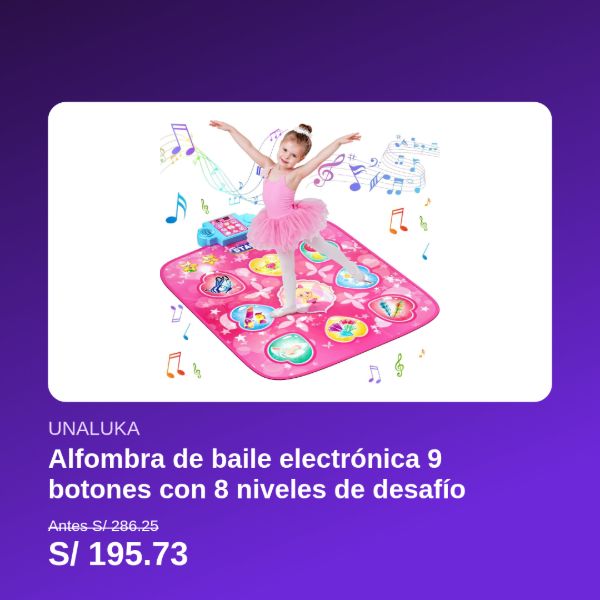 UNALUKA
Alfombra de baile electrónica 9
botones con 8 niveles de desafío
Antes S/ 286.25
S/ 195.73